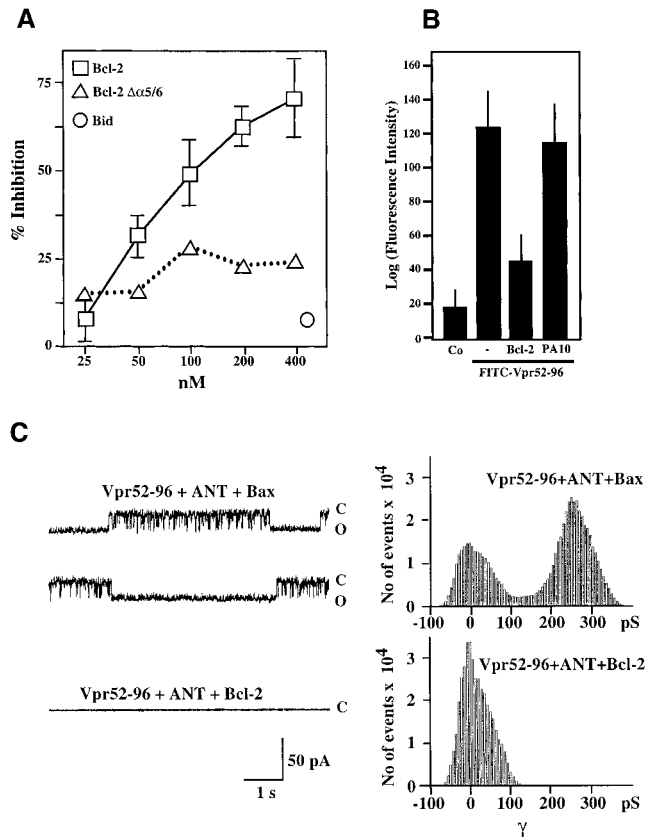 A
% Inhibition
75
50
25
0
Bcl-2
Bcl-2 Δα5/6
Bid
25 50 100 200 400
nM
B
Log (Fluorescence Intensity)
160
140
120
100
80
60
40
20
0
Co - Bcl-2 PA10
FITC-Vpr52-96
C
Vpr52-96 + ANT + Bax
C
O
C
O
Vpr52-96 + ANT + Bcl-2
C
50 pA
1 s
No of events x 10⁴
3
2
1
0
Vpr52-96+ANT+Bax
-100 0 100 200 300 pS
No of events x 10⁴
3
2
1
0
Vpr52-96+ANT+Bcl-2
-100 0 100 200 300 pS
γ